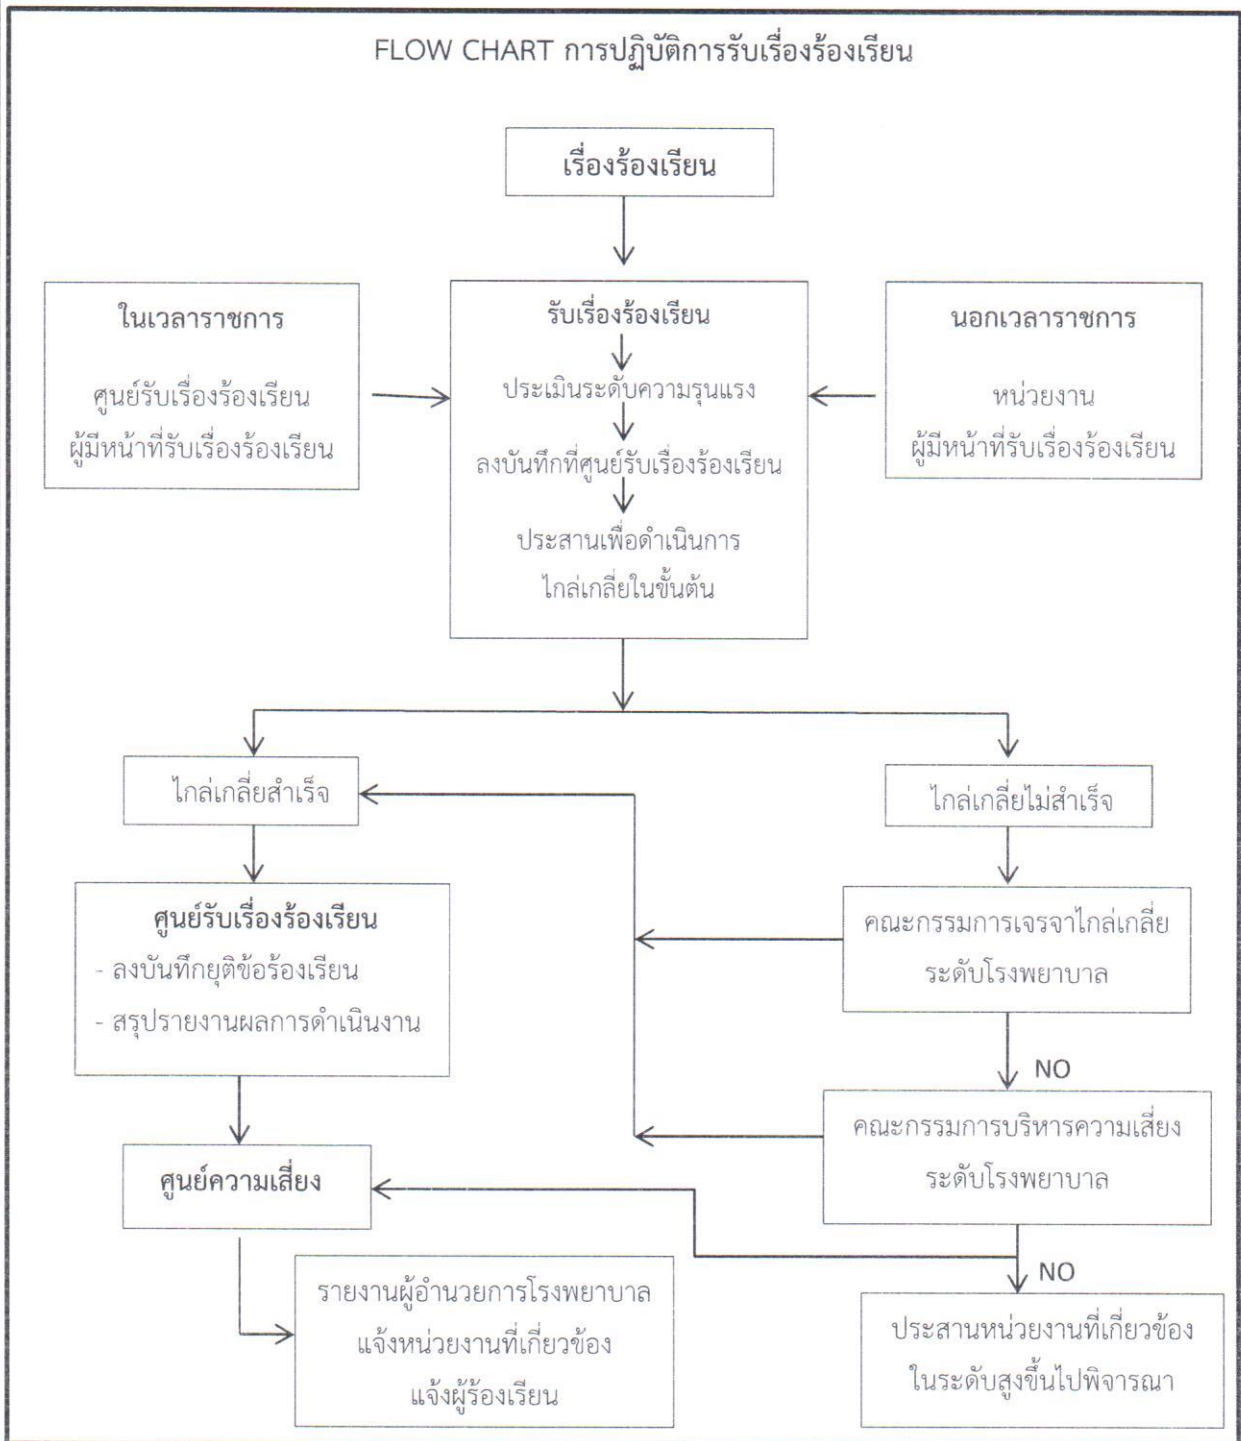 FLOW CHART การปฏิบัติการรับเรื่องร้องเรียน
เรื่องร้องเรียน
ในเวลาราชการ
ศูนย์รับเรื่องร้องเรียน
ผู้มีหน้าที่รับเรื่องร้องเรียน
รับเรื่องร้องเรียน
ประเมินระดับความรุนแรง
ลงบันทึกที่ศูนย์รับเรื่องร้องเรียน
ประสานเพื่อดำเนินการ
ไกล่เกลี่ยในขั้นต้น
นอกเวลาราชการ
หน่วยงาน
ผู้มีหน้าที่รับเรื่องร้องเรียน
ไกล่เกลี่ยสำเร็จ
ไกล่เกลี่ยไม่สำเร็จ
ศูนย์รับเรื่องร้องเรียน
- ลงบันทึกยุติข้อร้องเรียน
- สรุปรายงานผลการดำเนินงาน
คณะกรรมการเจรจาไกล่เกลี่ย
ระดับโรงพยาบาล
NO
คณะกรรมการบริหารความเสี่ยง
ระดับโรงพยาบาล
ศูนย์ความเสี่ยง
NO
รายงานผู้อำนวยการโรงพยาบาล
แจ้งหน่วยงานที่เกี่ยวข้อง
แจ้งผู้ร้องเรียน
ประสานหน่วยงานที่เกี่ยวข้อง
ในระดับสูงขึ้นไปพิจารณา